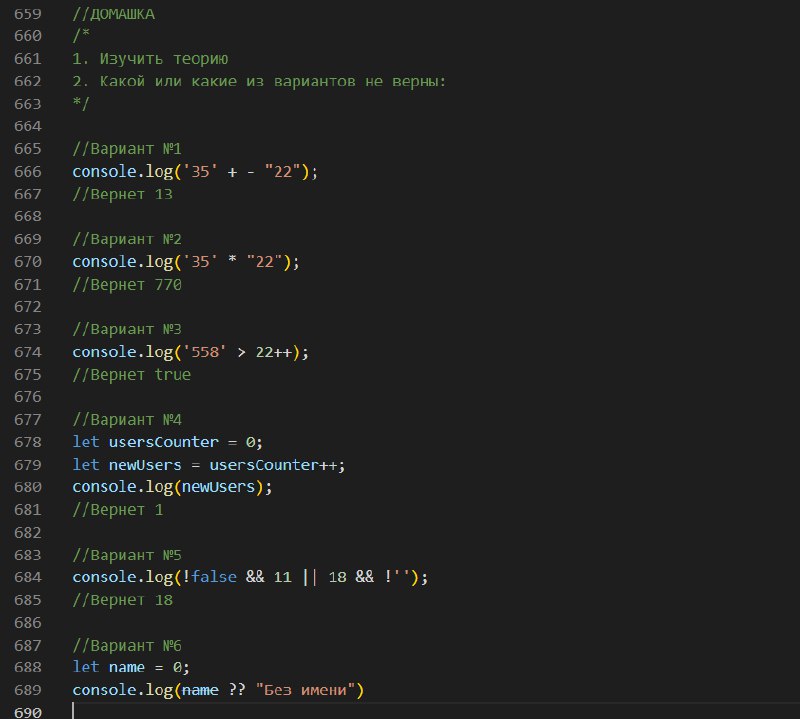 659 //ДОМАШКА
660 /*
661 1. Изучить теорию
662 2. Какой или какие из вариантов не верны:
663 */
664
665 //Вариант №1
666 console.log('35' + - "22");
667 //Вернет 13
668
669 //Вариант №2
670 console.log('35' * "22");
671 //Вернет 770
672
673 //Вариант №3
674 console.log('558' > 22++);
675 //Вернет true
676
677 //Вариант №4
678 let usersCounter = 0;
679 let newUsers = usersCounter++;
680 console.log(newUsers);
681 //Вернет 1
682
683 //Вариант №5
684 console.log(!false && 11 || 18 && !'');
685 //Вернет 18
686
687 //Вариант №6
688 let name = 0;
689 console.log(name ?? "Без имени")
690